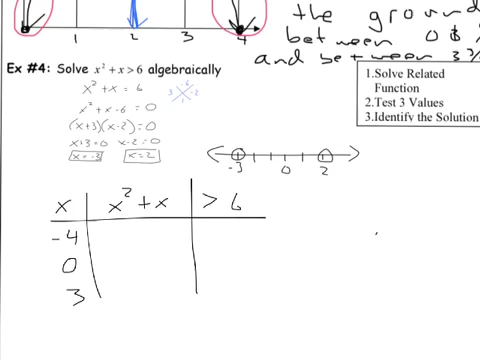 the ground
between 0 &
and between 3
1 2 3 4
Ex #4: Solve x² + x > 6 algebraically
x² + x = 6
x² + x - 6 = 0
(x+3)(x-2) = 0
x+3=0 x-2=0
x=-3 x=2
-6
3 -2
1
1.Solve Related
Function
2.Test 3 Values
3.Identify the Solution
-3 0 2
x x² + x > 6
-4
0
3